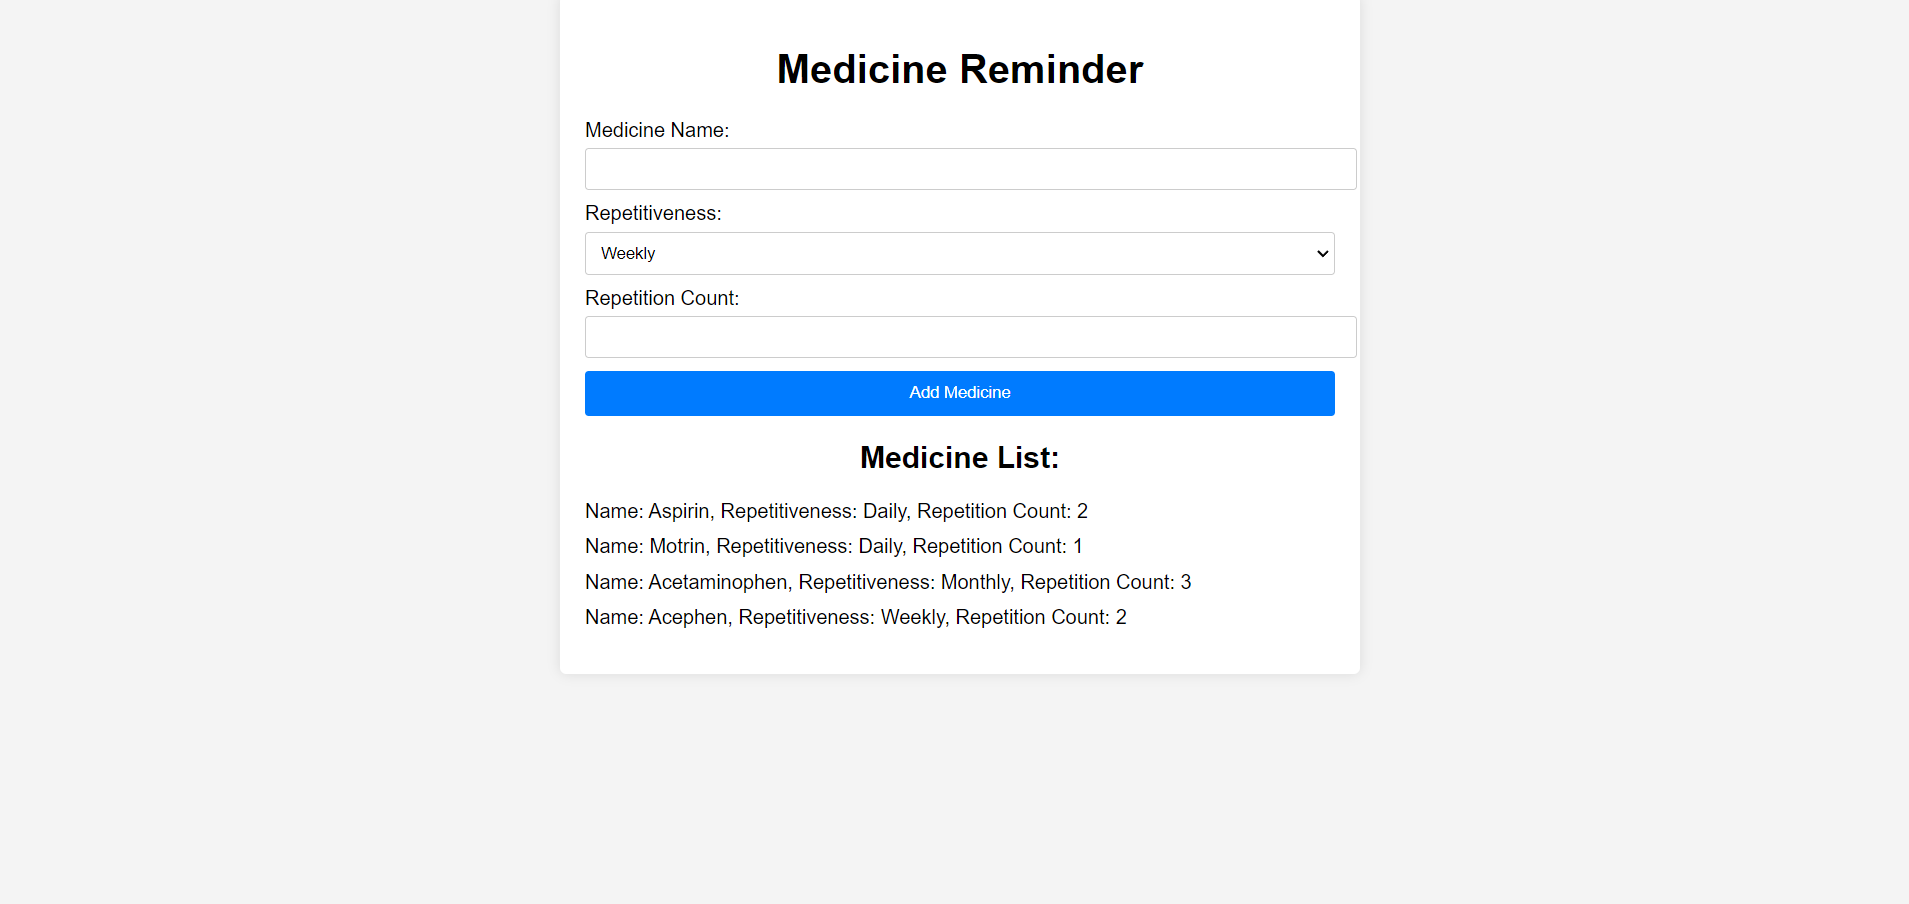 Medicine Reminder
Medicine Name:
Repetitiveness:
Weekly
Repetition Count:
Add Medicine
Medicine List:
Name: Aspirin, Repetitiveness: Daily, Repetition Count: 2
Name: Motrin, Repetitiveness: Daily, Repetition Count: 1
Name: Acetaminophen, Repetitiveness: Monthly, Repetition Count: 3
Name: Acephen, Repetitiveness: Weekly, Repetition Count: 2